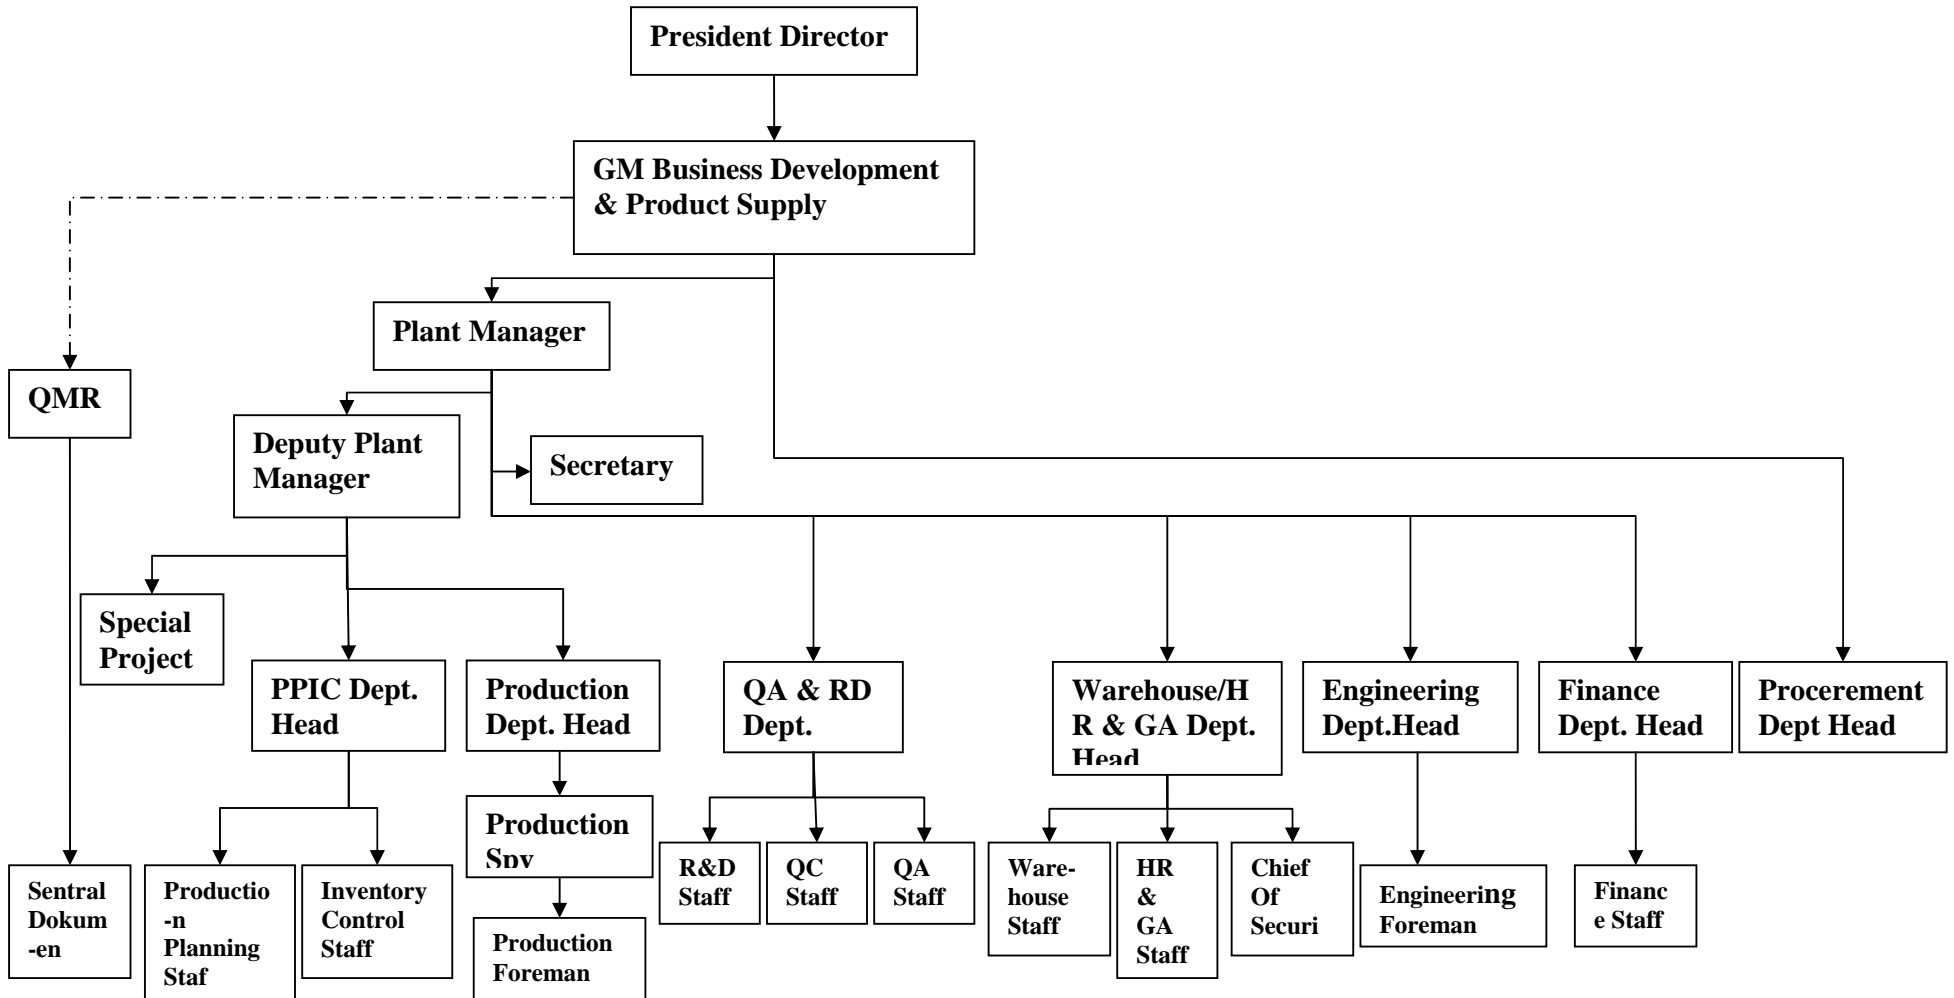 President Director
GM Business Development
& Product Supply
Plant Manager
QMR
Deputy Plant
Manager
Secretary
Special
Project
PPIC Dept.
Head
Production
Dept. Head
QA & RD
Dept.
Warehouse/H
R & GA Dept.
Head
Engineering
Dept.Head
Finance
Dept. Head
Procerement
Dept Head
Production
Spv
R&D
Staff
QC
Staff
QA
Staff
Ware-
house
Staff
HR
&
GA
Staff
Chief
Of
Securi
Sentral
Dokum
-en
Productio
-n
Planning
Staf
Inventory
Control
Staff
Engineering
Foreman
Financ
e Staff
Production
Foreman